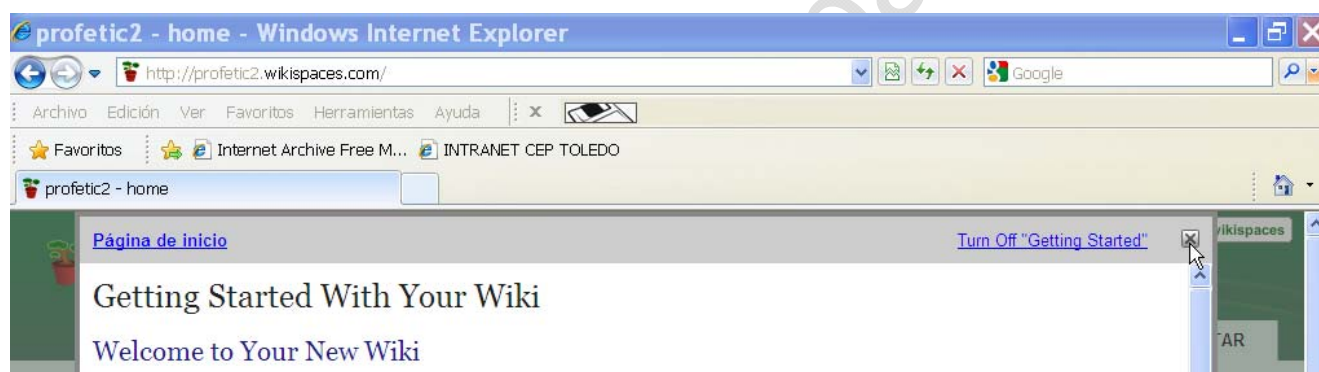 profetic2 - home - Windows Internet Explorer
http://profetic2.wikispaces.com/
Google
Archivo Edición Ver Favoritos Herramientas Ayuda x
Favoritos Internet Archive Free M... INTRANET CEP TOLEDO
profetic2 - home
Página de inicio Turn Off "Getting Started"
wikispaces
Getting Started With Your Wiki
Welcome to Your New Wiki
TAR